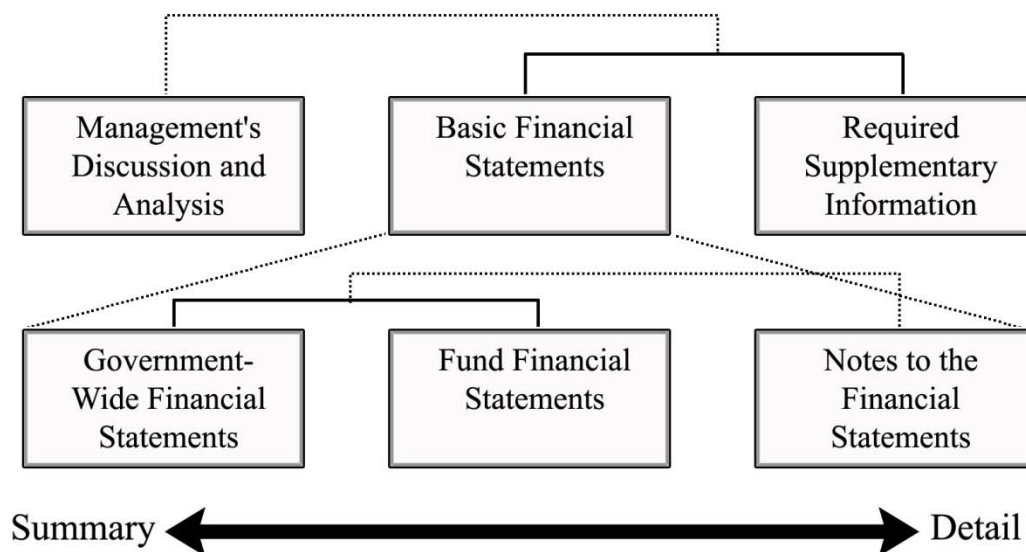 Management's
Discussion and
Analysis
Basic Financial
Statements
Required
Supplementary
Information
Government-
Wide Financial
Statements
Fund Financial
Statements
Notes to the
Financial
Statements
Summary
Detail